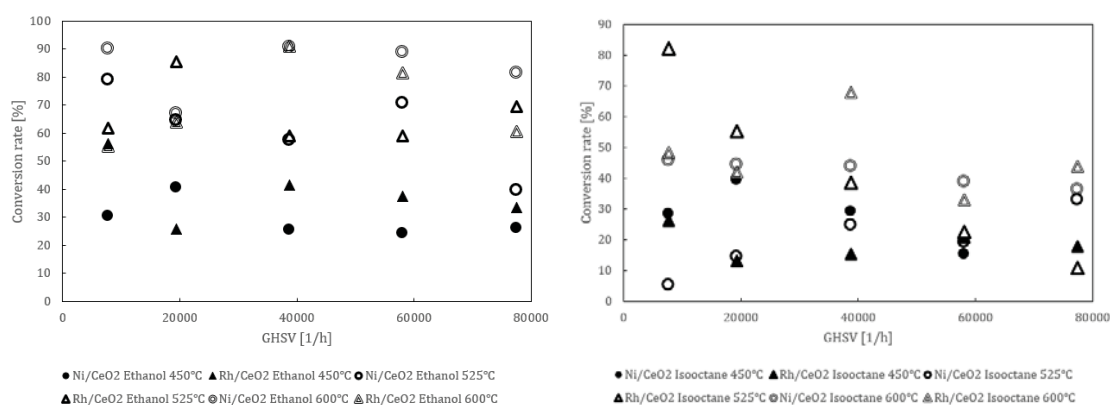 100
90
80
70
60
50
40
30
20
10
0
Conversion rate [%]
0 20000 40000 60000 80000
GHSV [1/h]
Ni/CeO2 Ethanol 450°C Rh/CeO2 Ethanol 450°C Ni/CeO2 Ethanol 525°C
Rh/CeO2 Ethanol 525°C Ni/CeO2 Ethanol 600°C Rh/CeO2 Ethanol 600°C
90
80
70
60
50
40
30
20
10
0
Conversion rate [%]
0 20000 40000 60000 80000
GHSV [1/h]
Ni/CeO2 Isooctane 450°C Rh/CeO2 Isooctane 450°C Ni/CeO2 Isooctane 525°C
Rh/CeO2 Isooctane 525°C Ni/CeO2 Isooctane 600°C Rh/CeO2 Isooctane 600°C